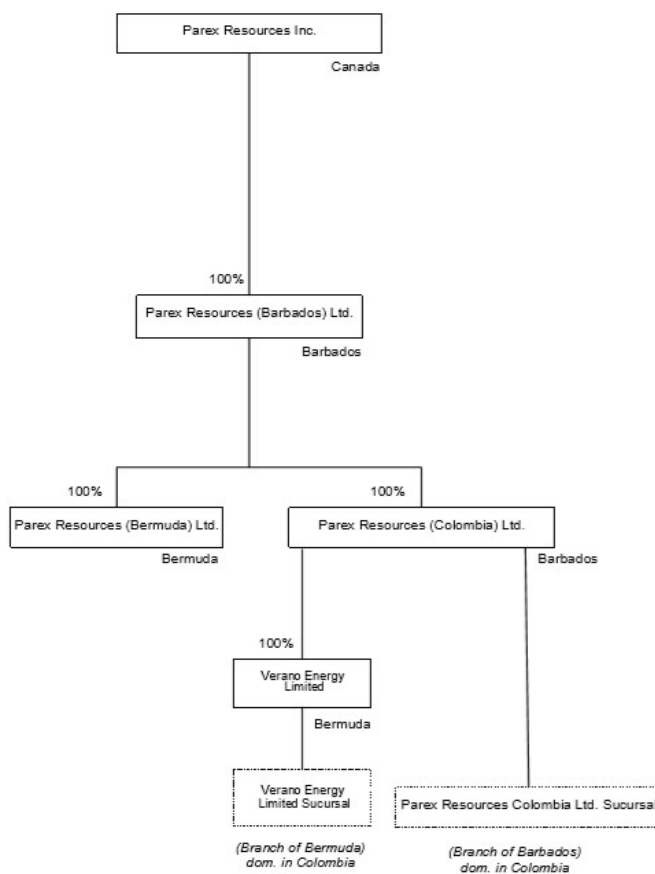 Parex Resources Inc.
Canada
100%
Parex Resources (Barbados) Ltd.
Barbados
100%
100%
Parex Resources (Bermuda) Ltd.
Parex Resources (Colombia) Ltd.
Bermuda
Barbados
100%
Verano Energy
Limited
Bermuda
Verano Energy
Limited Sucursal
Parex Resources Colombia Ltd. Sucursal
(Branch of Bermuda)
dom. in Colombia
(Branch of Barbados)
dom. in Colombia